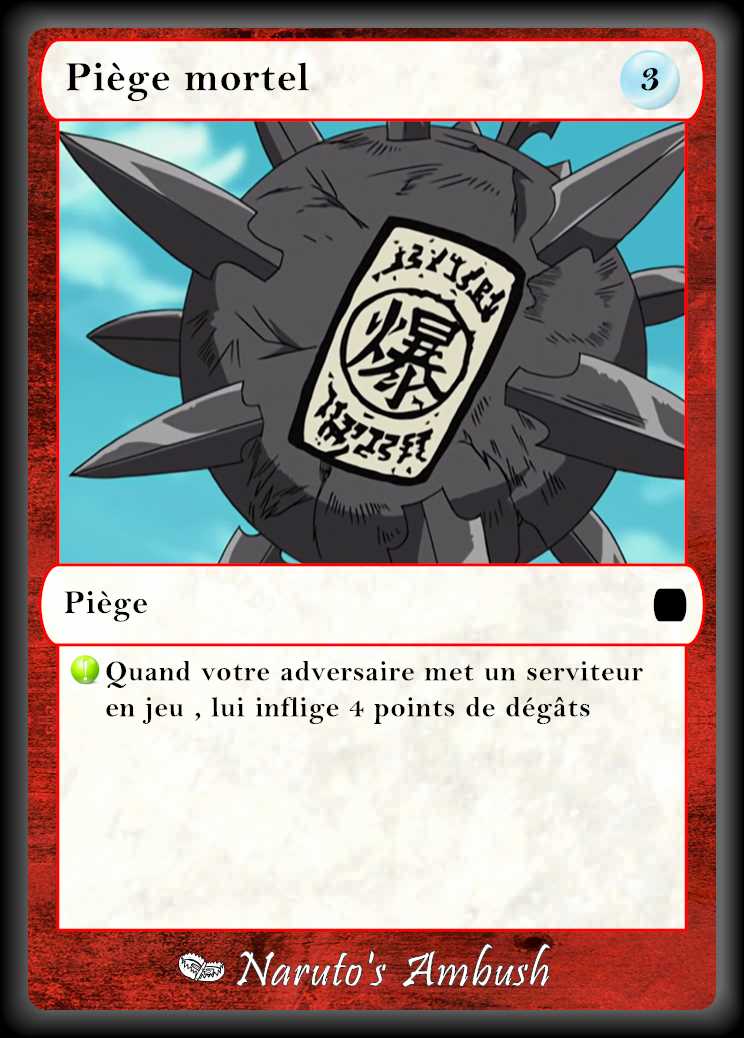 Piège mortel
3
爆
Piège
!
Quand votre adversaire met un serviteur
en jeu , lui inflige 4 points de dégâts
Naruto's Ambush